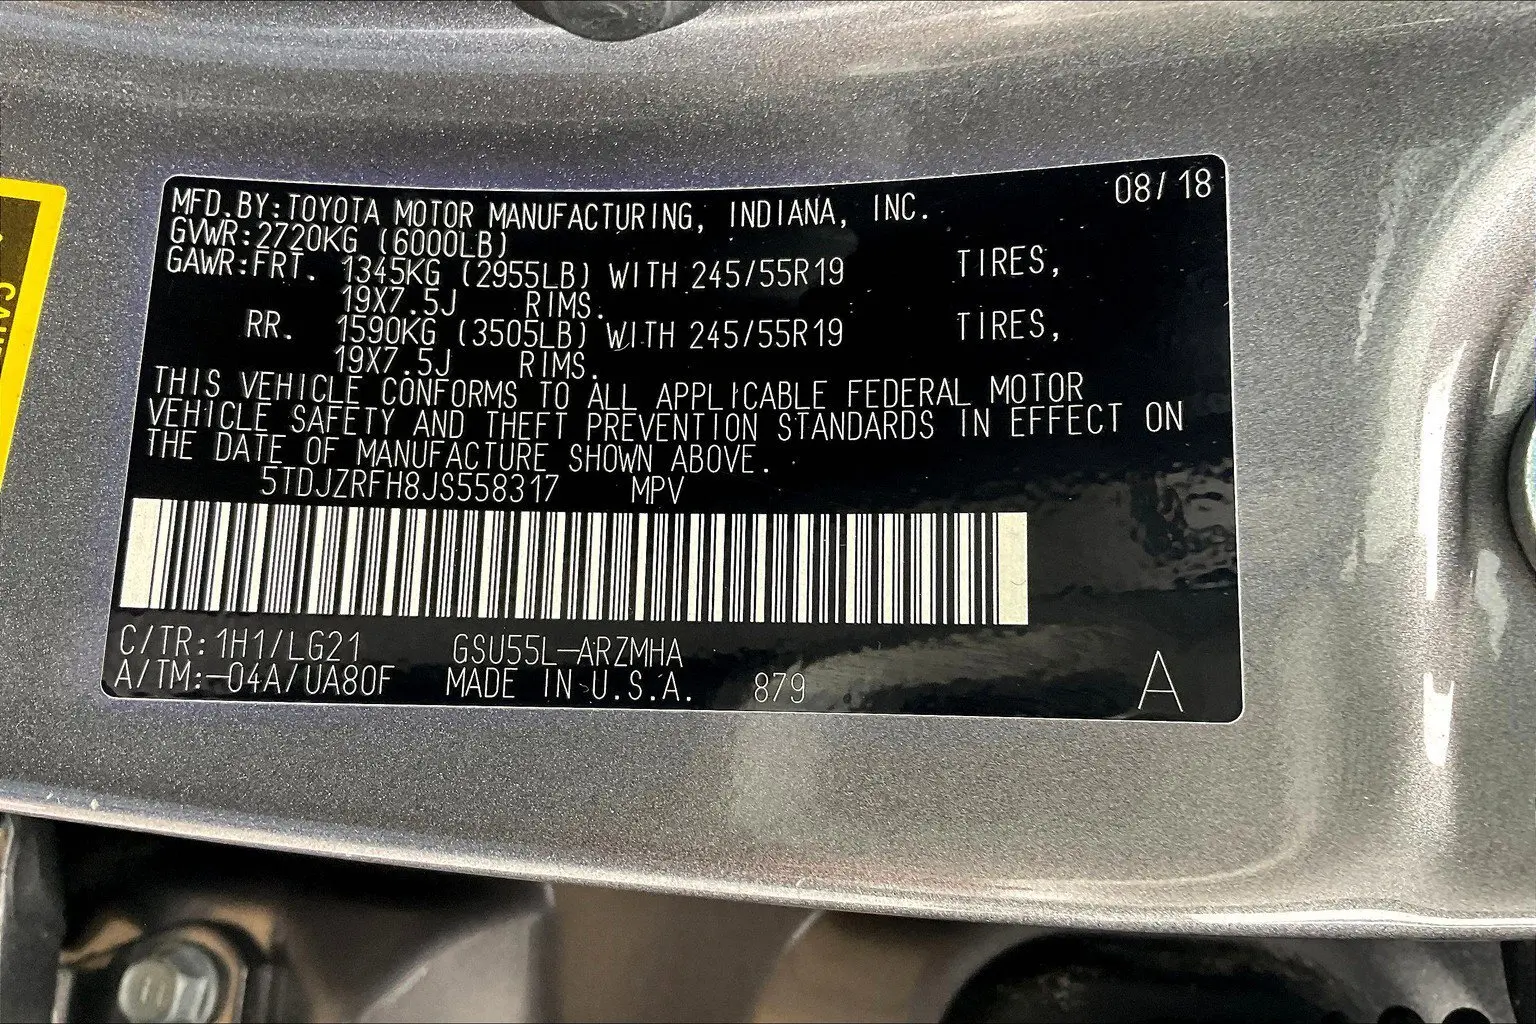 MFD.BY:TOYOTA MOTOR MANUFACTURING, INDIANA, INC. 08/18
GVWR:2720KG (6000LB)
GAWR:FRT. 1345KG (2955LB) WITH 245/55R19 TIRES,
19X7.5J RIMS.
RR. 1590KG (3505LB) WITH 245/55R19 TIRES,
19X7.5J RIMS.
THIS VEHICLE CONFORMS TO ALL APPLICABLE FEDERAL MOTOR
VEHICLE SAFETY AND THEFT PREVENTION STANDARDS IN EFFECT ON
THE DATE OF MANUFACTURE SHOWN ABOVE.
5TDJZRFH8JS558317 MPV
C/TR:1H1/LG21 GSU55L-ARZMHA
A/TM:-04A/UA80F MADE IN U.S.A. 879 A